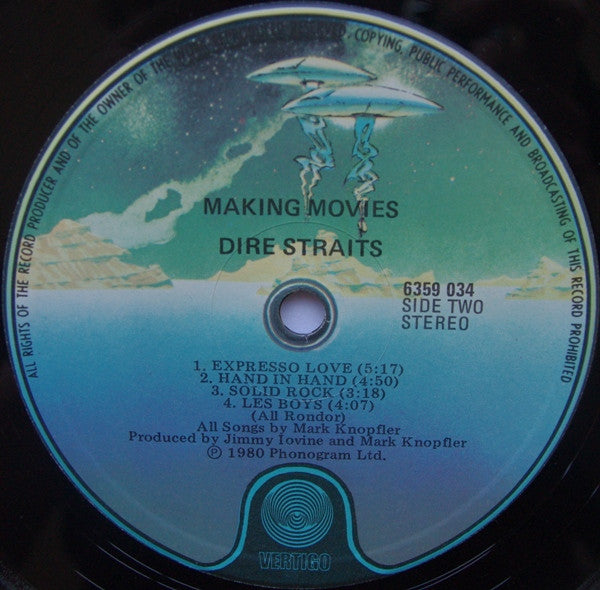 ALL RIGHTS OF THE RECORD PRODUCER AND OF THE OWNER OF THE COPYING, PUBLIC PERFORMANCE AND BROADCASTING OF THIS RECORD PROHIBITED
MAKING MOVIES
DIRE STRAITS
6359 034
SIDE TWO
STEREO
1. EXPRESSO LOVE (5:17)
2. HAND IN HAND (4:50)
3. SOLID ROCK (3:18)
4. LES BOYS (4:07)
(All Rondor)
All Songs by Mark Knopfler
Produced by Jimmy Iovine and Mark Knopfler
℗ 1980 Phonogram Ltd.
VERTIGO